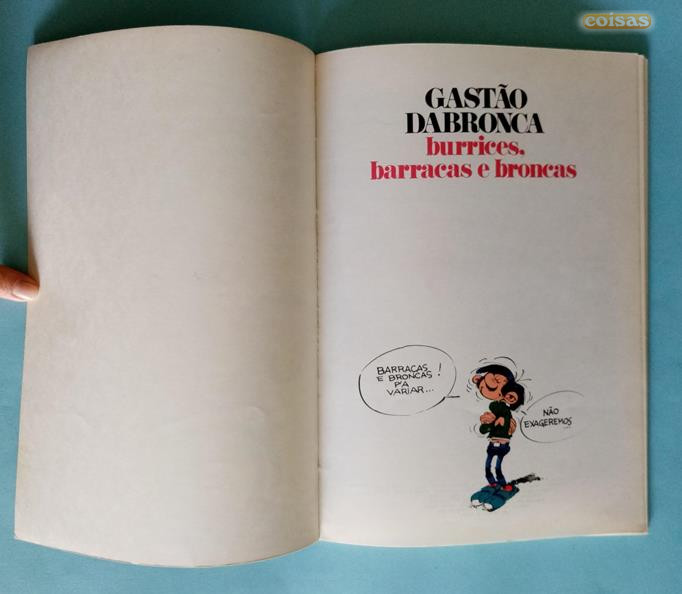 coisas
GASTÃO
DABRONCA
burrices,
barracas e broncas
BARRACAS !
E BRONCAS
P'A
VARIAR...
NÃO
EXAGEREMOS...